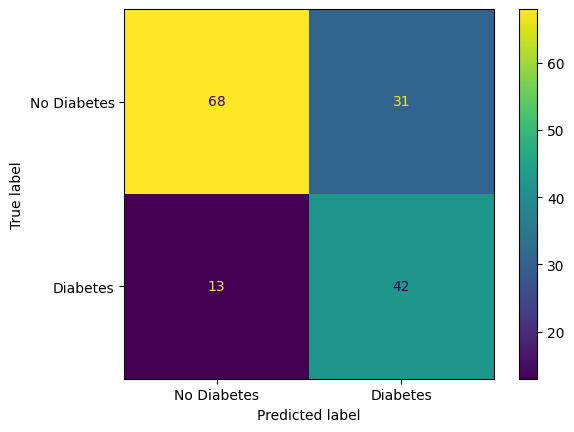 No Diabetes
68
31
Diabetes
13
42
No Diabetes
Diabetes
Predicted label
True label
60
50
40
30
20